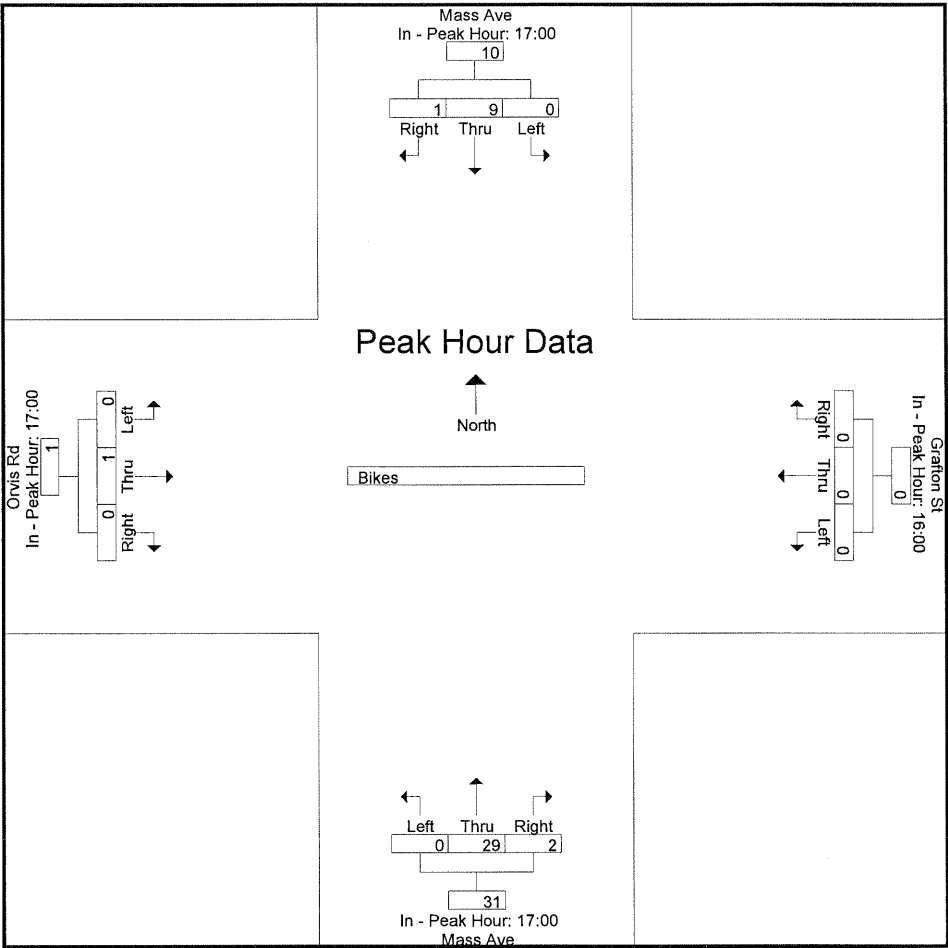 Mass Ave
In - Peak Hour: 17:00
10
1 9 0
Right Thru Left
Peak Hour Data
North
Bikes
Orvis Rd
In - Peak Hour: 17:00
1
0 1 0
Left Thru Right
Grafton St
In - Peak Hour: 16:00
0
0 0 0
Right Thru Left
Left Thru Right
0 29 2
31
In - Peak Hour: 17:00
Mass Ave